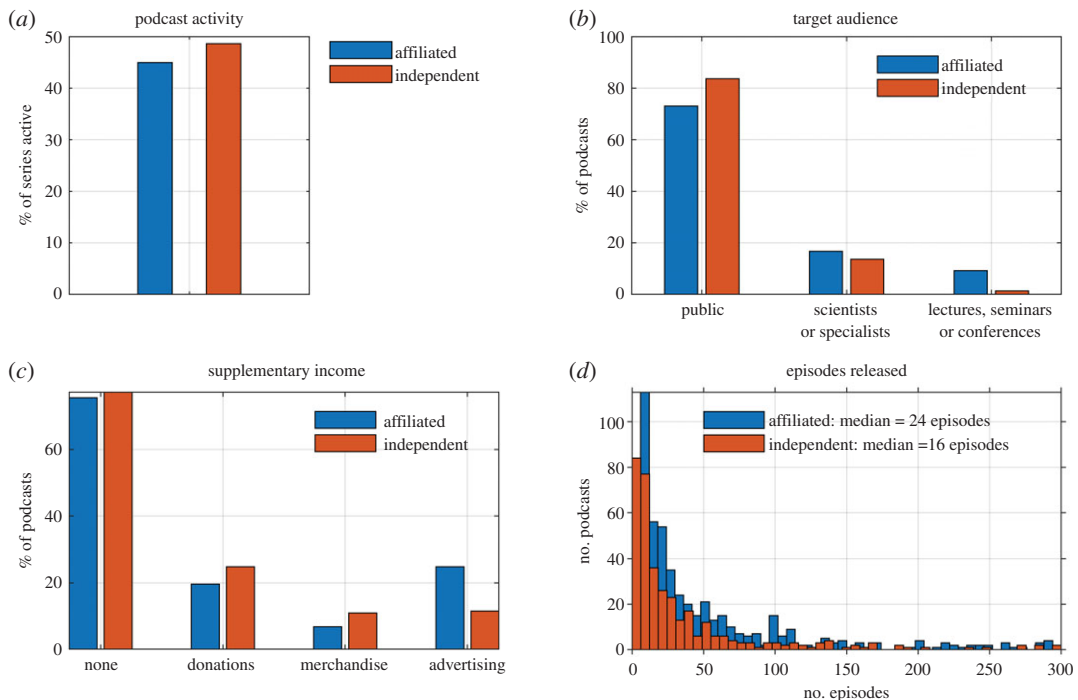 (a)
podcast activity
50
40
30
20
10
0
% of series active
affiliated
independent
(b)
target audience
100
80
60
40
20
0
% of podcasts
affiliated
independent
public
scientists
or specialists
lectures, seminars
or conferences
(c)
supplementary income
60
40
20
0
% of podcasts
affiliated
independent
none
donations
merchandise
advertising
(d)
episodes released
100
80
60
40
20
0
no. podcasts
affiliated: median = 24 episodes
independent: median =16 episodes
0
50
100
150
200
250
300
no. episodes